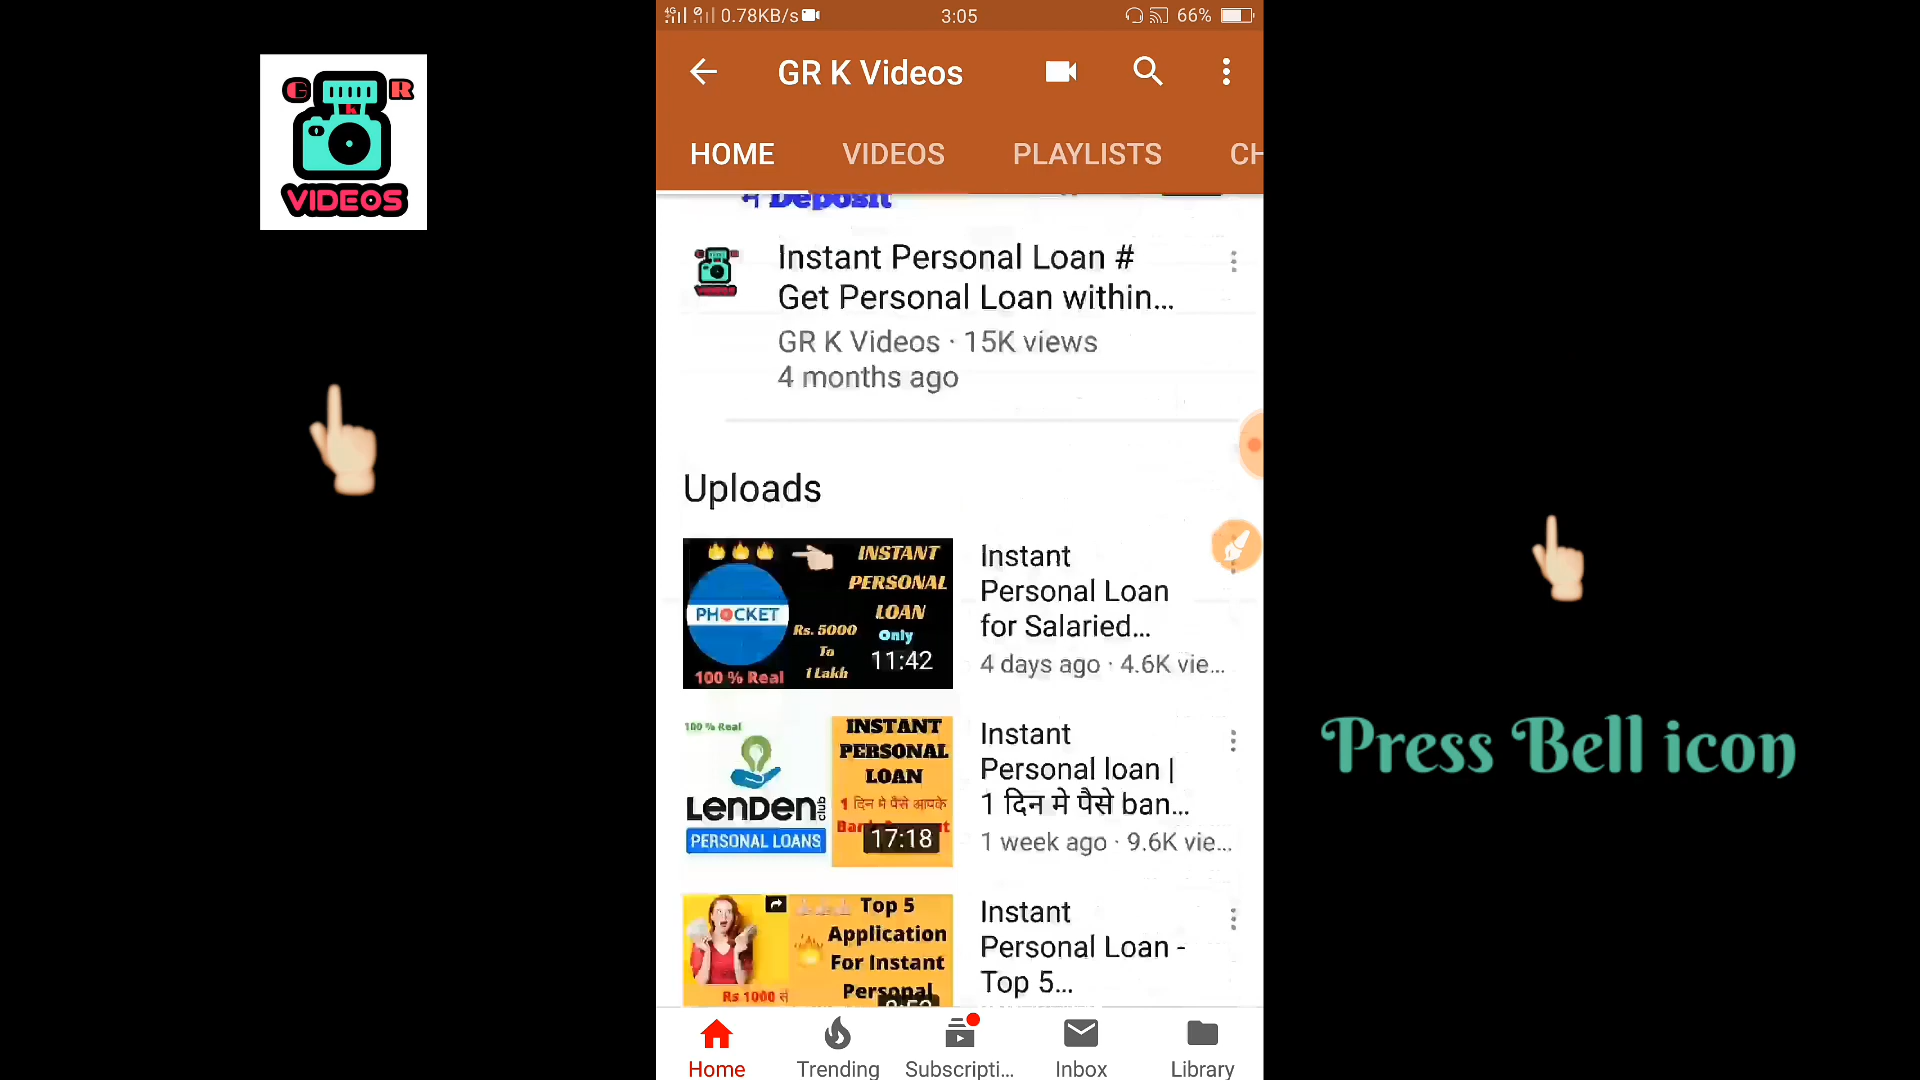 G R
K
VIDEOS
4G 0.78KB/s 3:05 66%
GR K Videos
HOME VIDEOS PLAYLISTS CH
में Deposit
Instant Personal Loan #
Get Personal Loan within...
GR K Videos · 15K views
4 months ago
Uploads
INSTANT
PERSONAL
LOAN
PHOCKET
Rs. 5000
To
1 Lakh
Only
11:42
100 % Real
Instant
Personal Loan
for Salaried...
4 days ago · 4.6K vie...
100 % Real
LenDen club
PERSONAL LOANS
INSTANT
PERSONAL
LOAN
1 दिन मे पैसे आपके
17:18
Instant
Personal loan |
1 दिन मे पैसे ban...
1 week ago · 9.6K vie...
Top 5
Application
For Instant
Personal
Rs 1000 से
Instant
Personal Loan -
Top 5...
Home Trending Subscripti... Inbox Library
Press Bell icon